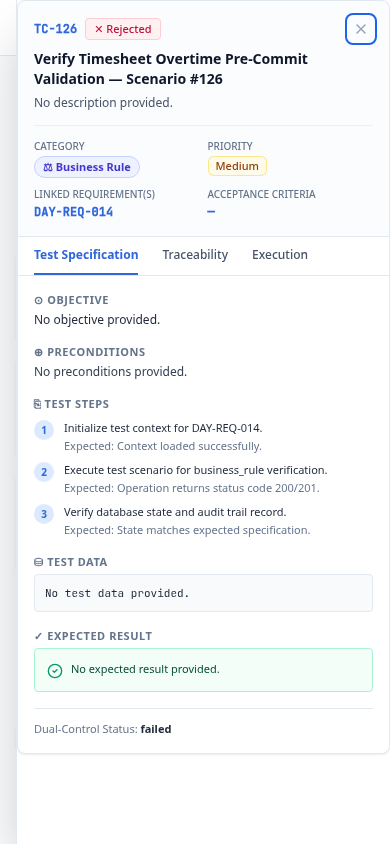 TC-126 × Rejected
Verify Timesheet Overtime Pre-Commit
Validation — Scenario #126
No description provided.
CATEGORY PRIORITY
⚖ Business Rule Medium
LINKED REQUIREMENT(S) ACCEPTANCE CRITERIA
DAY-REQ-014 —
Test Specification Traceability Execution
⊙ OBJECTIVE
No objective provided.
⊕ PRECONDITIONS
No preconditions provided.
⎘ TEST STEPS
1 Initialize test context for DAY-REQ-014.
Expected: Context loaded successfully.
2 Execute test scenario for business_rule verification.
Expected: Operation returns status code 200/201.
3 Verify database state and audit trail record.
Expected: State matches expected specification.
⛁ TEST DATA
No test data provided.
✓ EXPECTED RESULT
No expected result provided.
Dual-Control Status: failed